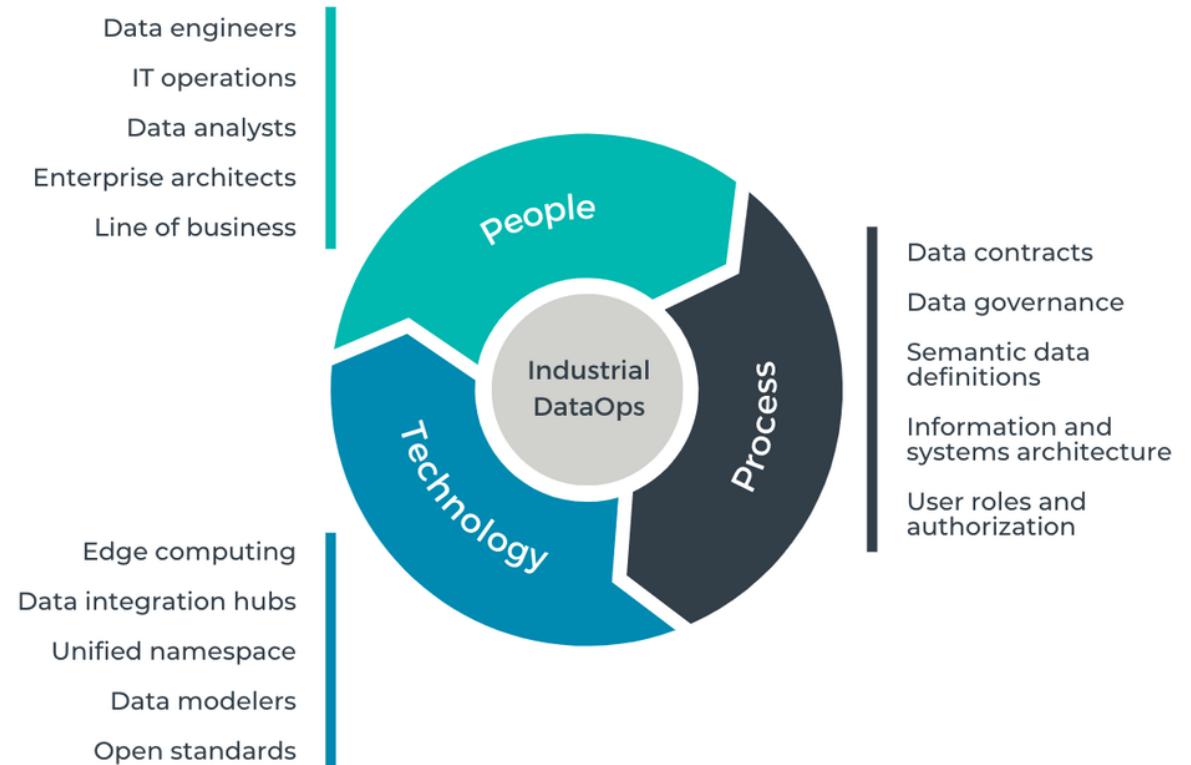 Data engineers
IT operations
Data analysts
Enterprise architects
Line of business
People
Process
Technology
Industrial
DataOps
Data contracts
Data governance
Semantic data
definitions
Information and
systems architecture
User roles and
authorization
Edge computing
Data integration hubs
Unified namespace
Data modelers
Open standards